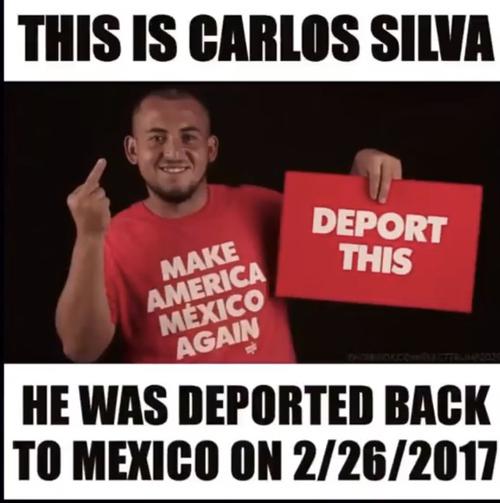 THIS IS CARLOS SILVA
MAKE
AMERICA
MÉXICO
AGAIN
DEPORT
THIS
HE WAS DEPORTED BACK
TO MEXICO ON 2/26/2017